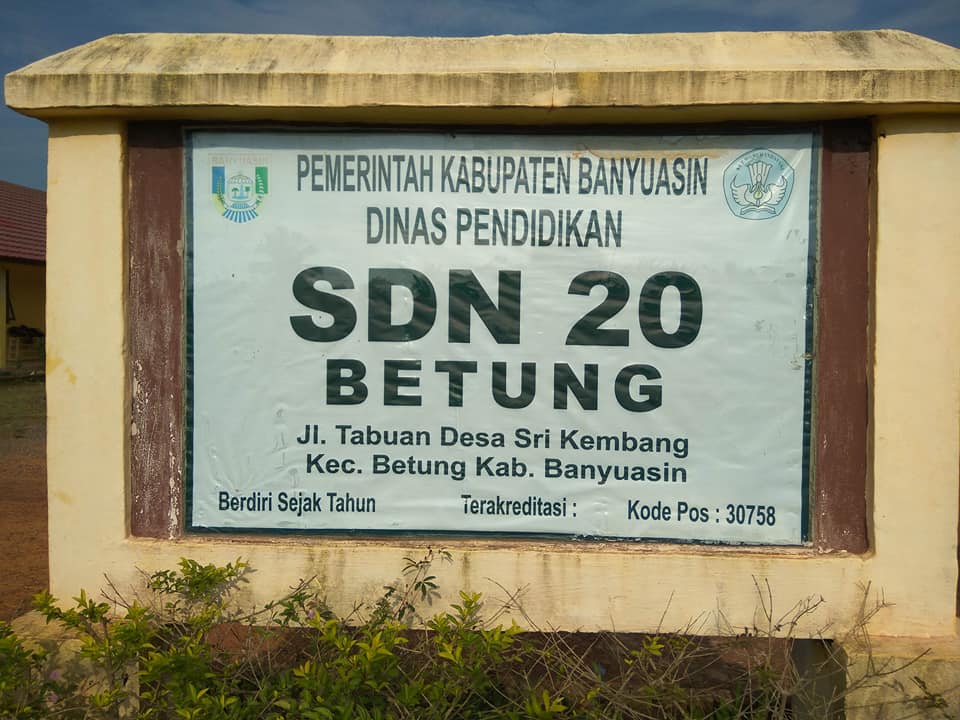 BANYUASIN
PEMERINTAH KABUPATEN BANYUASIN
DINAS PENDIDIKAN
SDN 20
BETUNG
Jl. Tabuan Desa Sri Kembang
Kec. Betung Kab. Banyuasin
Berdiri Sejak Tahun Terakreditasi : Kode Pos : 30758